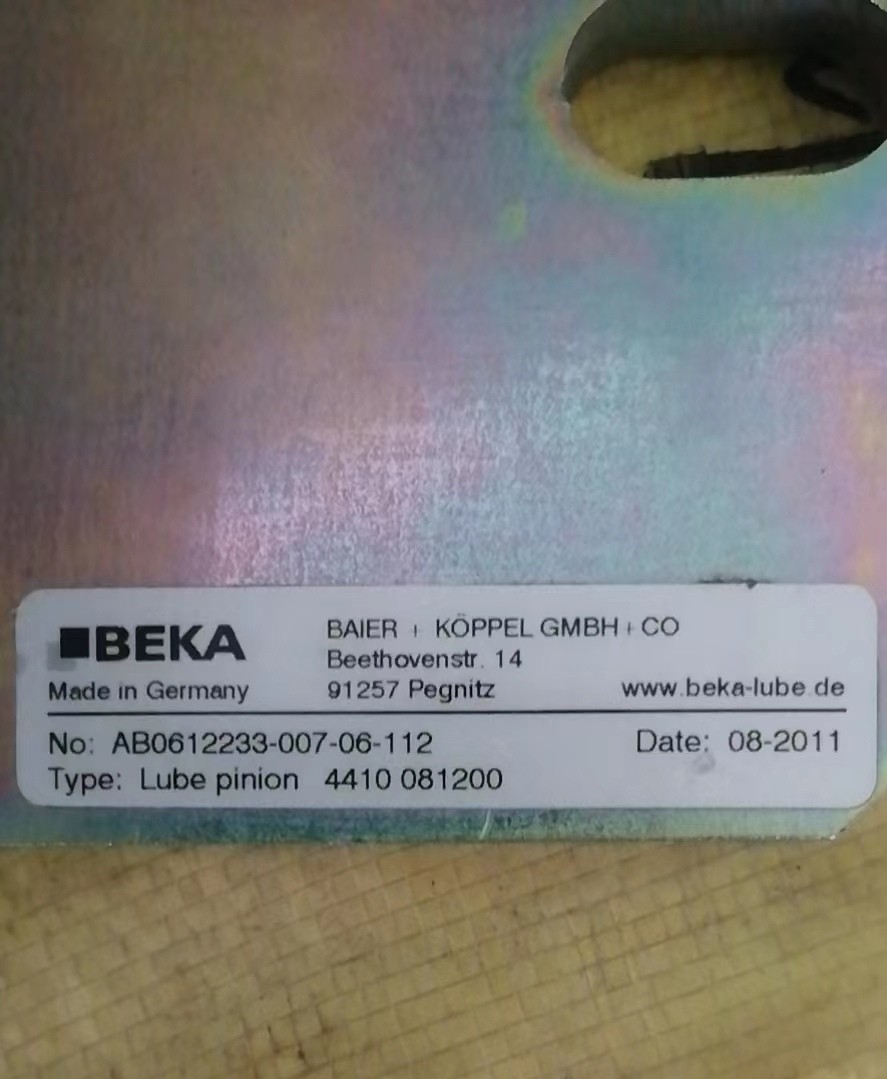 BEKA
Made in Germany
BAIER + KÖPPEL GMBH + CO
Beethovenstr. 14
91257 Pegnitz
www.beka-lube.de
No: AB0612233-007-06-112
Date: 08-2011
Type: Lube pinion 4410 081200